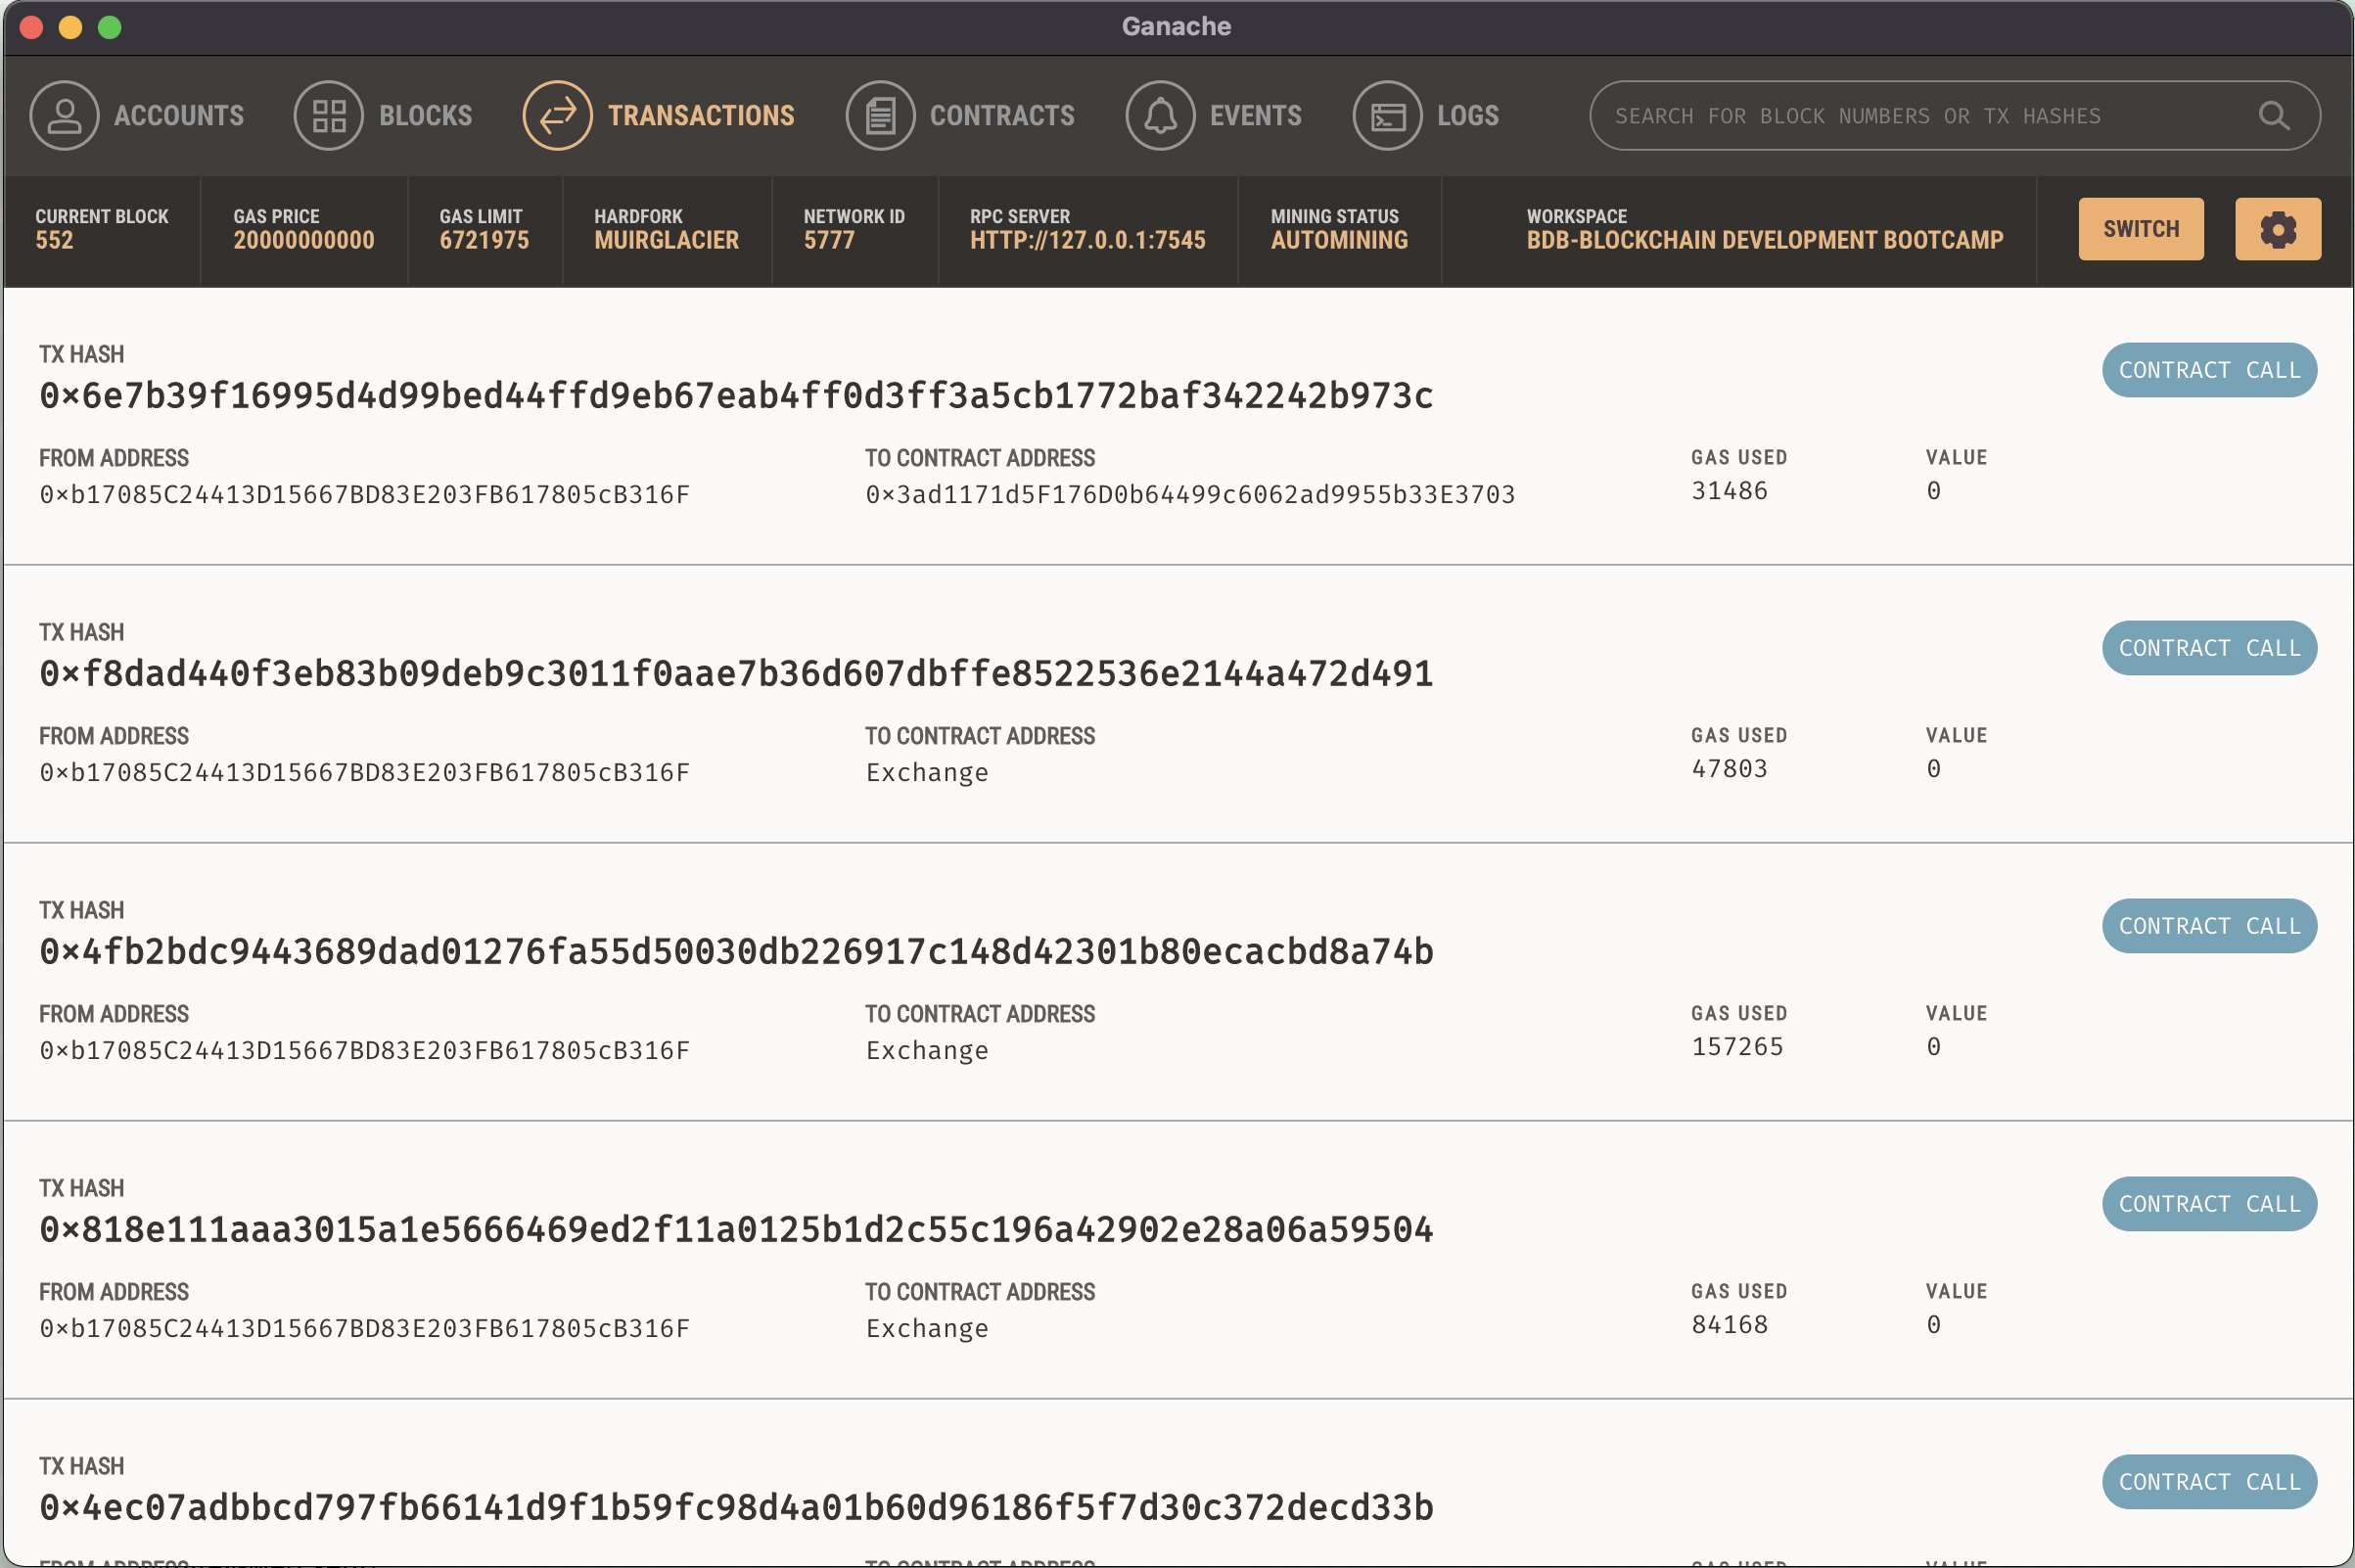 Ganache
ACCOUNTS BLOCKS TRANSACTIONS CONTRACTS EVENTS LOGS SEARCH FOR BLOCK NUMBERS OR TX HASHES
CURRENT BLOCK GAS PRICE GAS LIMIT HARDFORK NETWORK ID RPC SERVER MINING STATUS WORKSPACE
552 20000000000 6721975 MUIRGLACIER 5777 HTTP://127.0.0.1:7545 AUTOMINING BDB-BLOCKCHAIN DEVELOPMENT BOOTCAMP
SWITCH
TX HASH
0×6e7b39f16995d4d99bed44ffd9eb67eab4ff0d3ff3a5cb1772baf342242b973c
CONTRACT CALL
FROM ADDRESS TO CONTRACT ADDRESS GAS USED VALUE
0×b17085C24413D15667BD83E203FB617805cB316F 0×3ad1171d5F176D0b64499c6062ad9955b33E3703 31486 0
TX HASH
0×f8dad440f3eb83b09deb9c3011f0aae7b36d607dbffe8522536e2144a472d491
CONTRACT CALL
FROM ADDRESS TO CONTRACT ADDRESS GAS USED VALUE
0×b17085C24413D15667BD83E203FB617805cB316F Exchange 47803 0
TX HASH
0×4fb2bdc9443689dad01276fa55d50030db226917c148d42301b80ecacbd8a74b
CONTRACT CALL
FROM ADDRESS TO CONTRACT ADDRESS GAS USED VALUE
0×b17085C24413D15667BD83E203FB617805cB316F Exchange 157265 0
TX HASH
0×818e111aaa3015a1e5666469ed2f11a0125b1d2c55c196a42902e28a06a59504
CONTRACT CALL
FROM ADDRESS TO CONTRACT ADDRESS GAS USED VALUE
0×b17085C24413D15667BD83E203FB617805cB316F Exchange 84168 0
TX HASH
0×4ec07adbbcd797fb66141d9f1b59fc98d4a01b60d96186f5f7d30c372decd33b
CONTRACT CALL